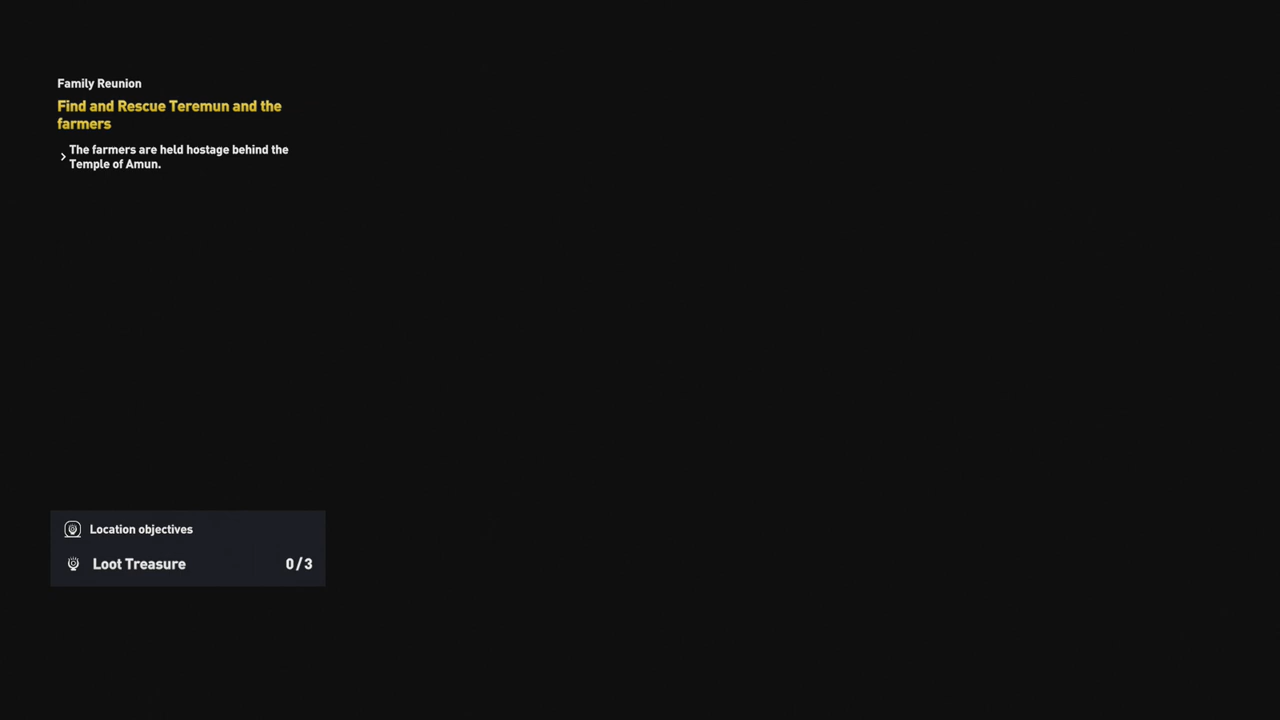 Family Reunion
Find and Rescue Teremun and the
farmers
The farmers are held hostage behind the
Temple of Amun.
Location objectives
Loot Treasure 0/3